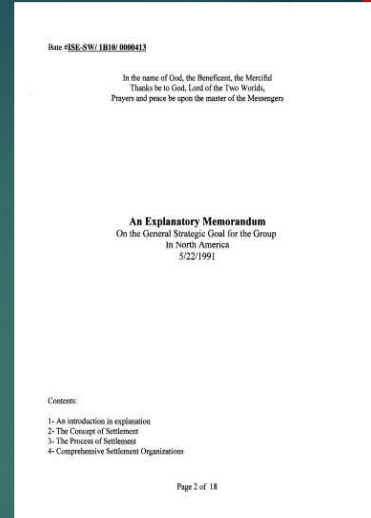 Bate #ISE-SW/ 1B10/ 0000413
In the name of God, the Beneficent, the Merciful
Thanks be to God, Lord of the Two Worlds,
Prayers and peace be upon the master of the Messengers
An Explanatory Memorandum
On the General Strategic Goal for the Group
In North America
5/22/1991
Contents:
1- An introduction in explanation
2- The Concept of Settlement
3- The Process of Settlement
4- Comprehensive Settlement Organizations
Page 2 of 18